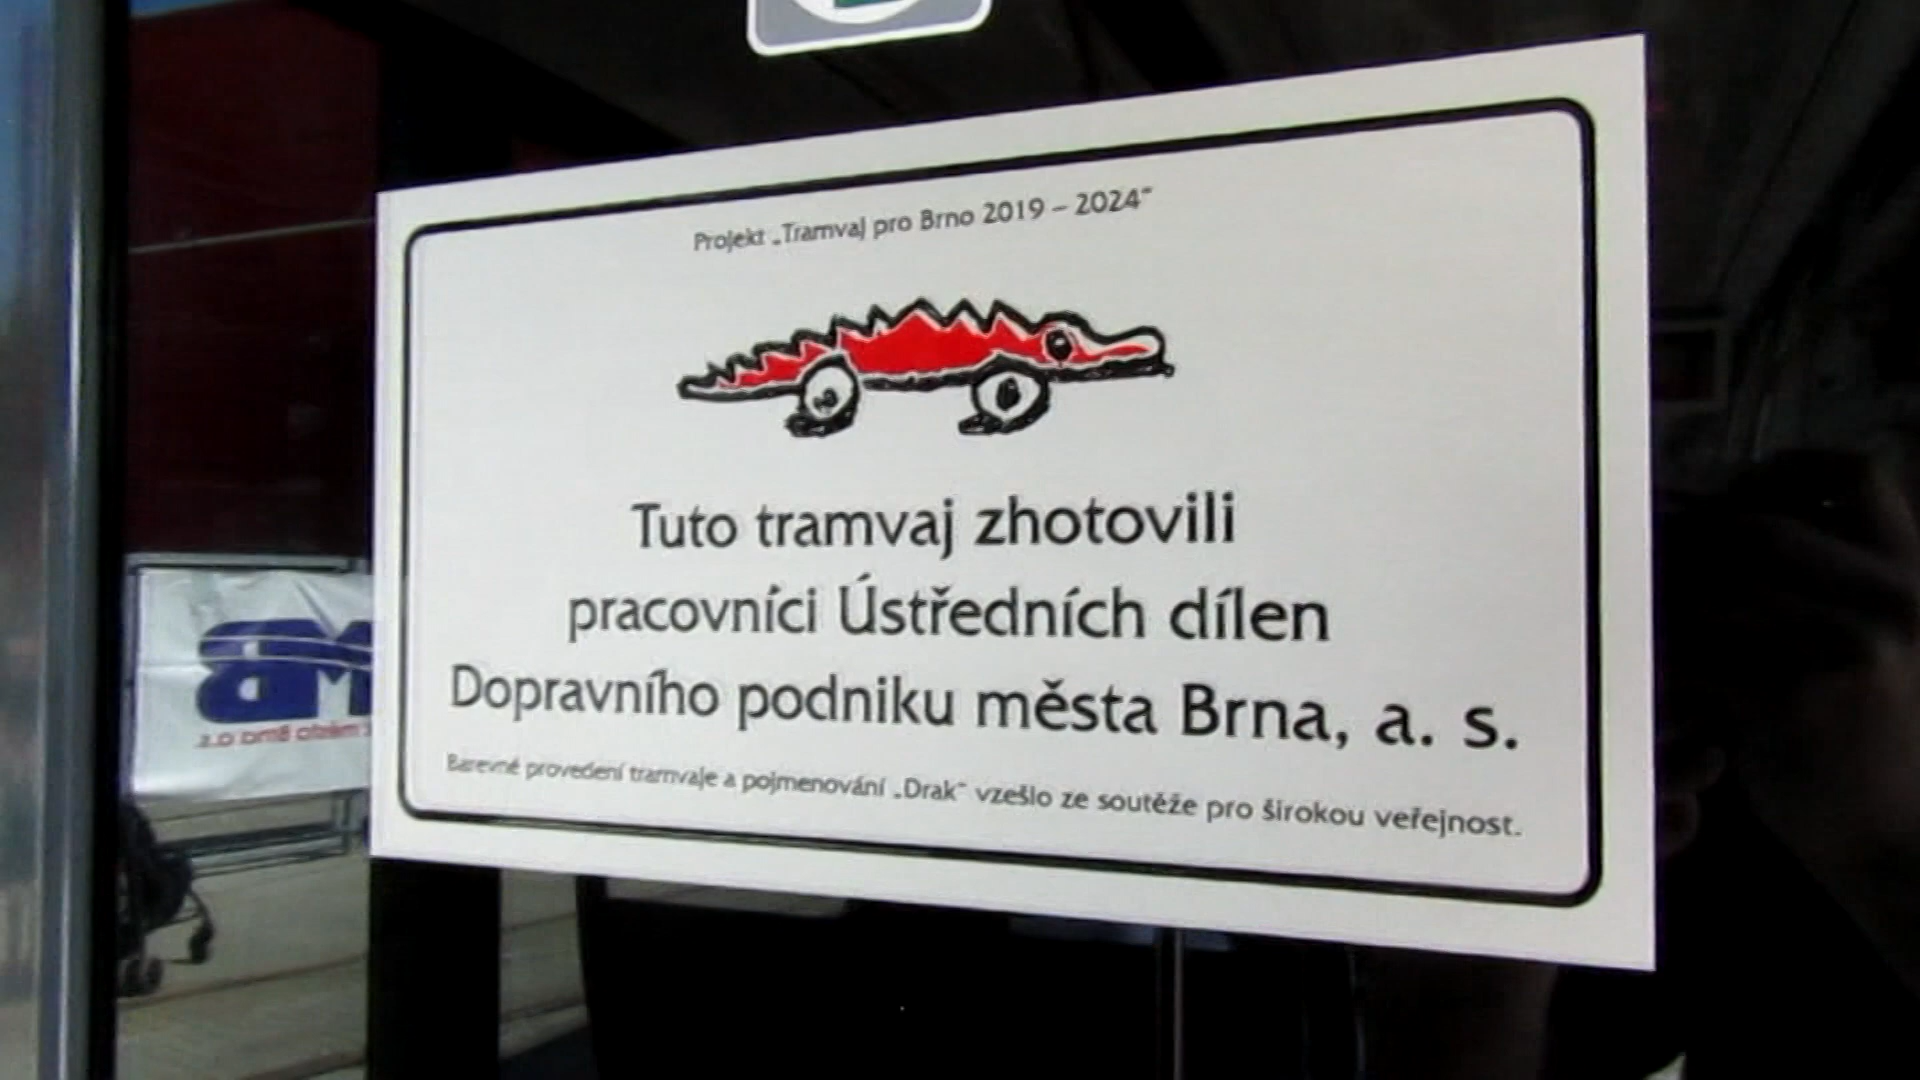 Projekt „Tramvaj pro Brno 2019 – 2024“
Tuto tramvaj zhotovili
pracovníci Ústředních dílen
Dopravního podniku města Brna, a. s.
Barevné provedení tramvaje a pojmenování „Drak“ vzešlo ze soutěže pro širokou veřejnost.